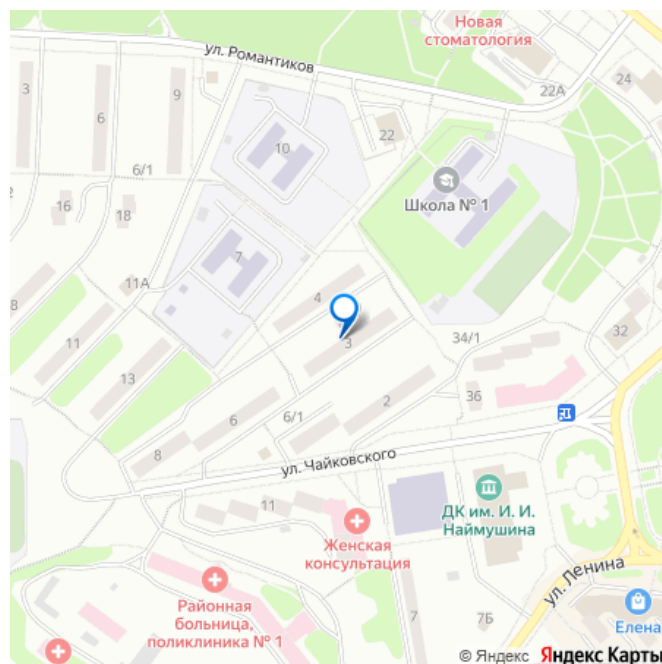 Новая
стоматология
ул. Романтиков
22А
24
3
6
9
10
22
6/1
Школа № 1
16
18
7
11А
4
8
11
3
34/1
32
13
6
6/1
2
36
8
ул. Чайковского
11
ДК им. И. И.
Наймушина
Женская
консультация
ул. Ленина
Районная
больница,
поликлиника № 1
7
7Б
Елена
© Яндекс Яндекс Карты